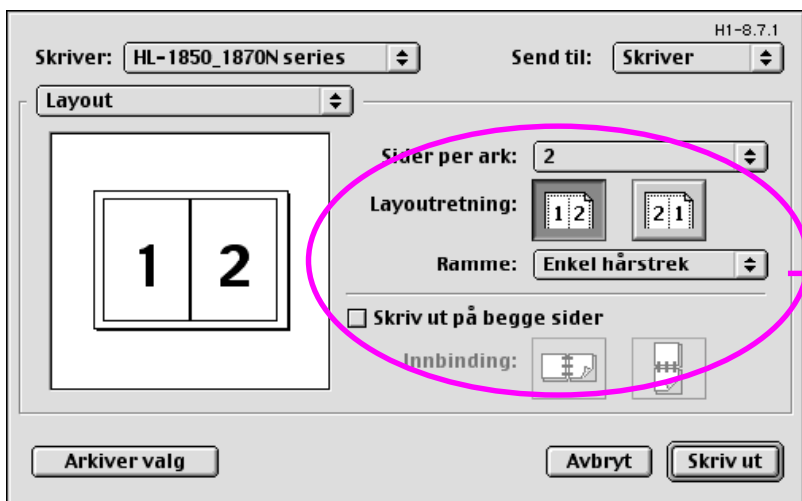 H1-8.7.1
Skriver: HL-1850_1870N series Send til: Skriver
Layout
Sider per ark: 2
Layoutretning: 1 2 2 1
1 2
Ramme: Enkel hårstrek
Skriv ut på begge sider
Innbinding:
Arkiver valg Avbryt Skriv ut